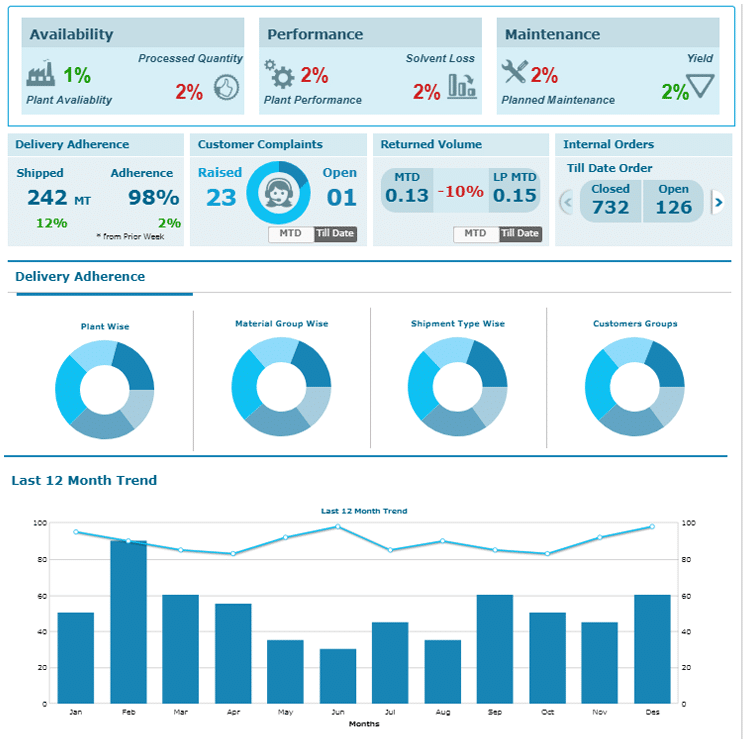 Availability
Processed Quantity
1%
2%
Plant Avaliablity
Performance
Solvent Loss
2%
2%
Plant Performance
Maintenance
Yield
2%
2%
Planned Maintenance
Delivery Adherence
Shipped
Adherence
242 MT
98%
12%
2%
* from Prior Week
Customer Complaints
Raised
Open
23
01
MTD
Till Date
Returned Volume
MTD
LP MTD
0.13
-10%
0.15
MTD
Till Date
Internal Orders
Till Date Order
Closed
Open
732
126
Delivery Adherence
Plant Wise
Material Group Wise
Shipment Type Wise
Customers Groups
Last 12 Month Trend
Last 12 Month Trend
100
100
80
80
60
60
40
40
20
20
0
0
Jan
Feb
Mar
Apr
May
Jun
Jul
Aug
Sep
Oct
Nov
Des
Months